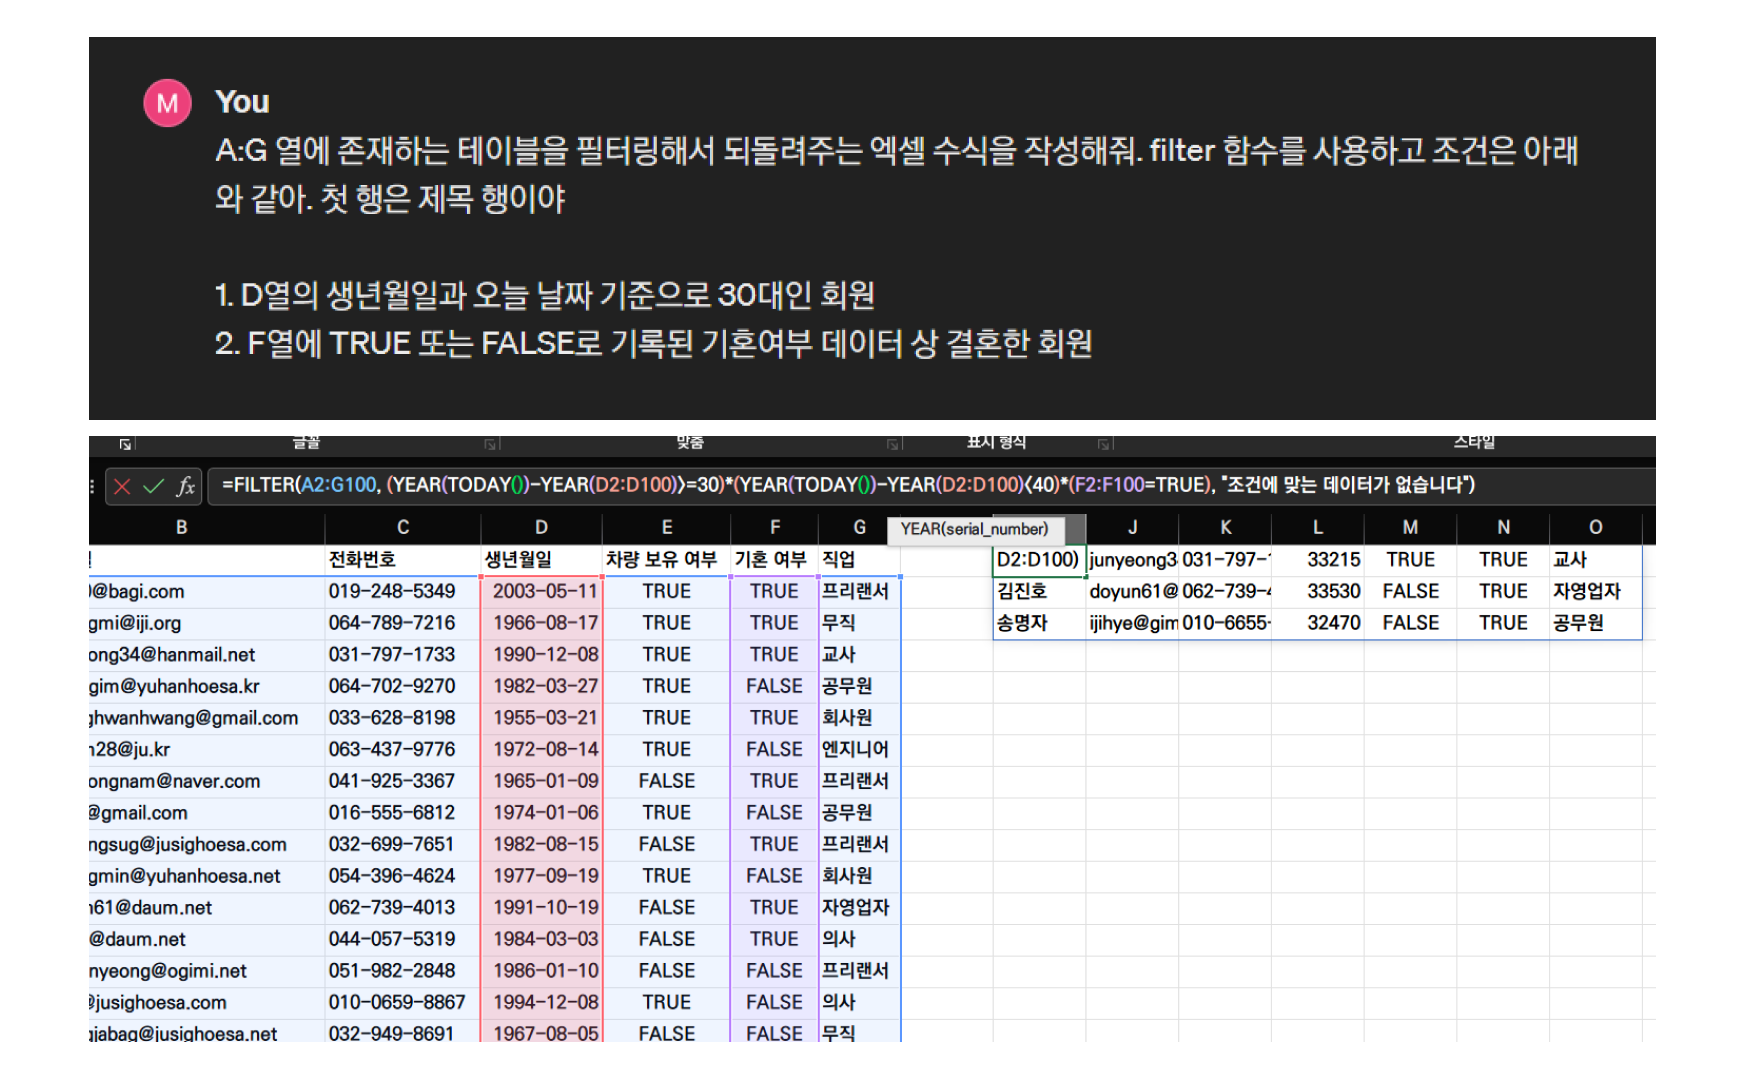 M
You
A:G 열에 존재하는 테이블을 필터링해서 되돌려주는 엑셀 수식을 작성해줘. filter 함수를 사용하고 조건은 아래
와 같아. 첫 행은 제목 행이야
1. D열의 생년월일과 오늘 날짜 기준으로 30대인 회원
2. F열에 TRUE 또는 FALSE로 기록된 기혼여부 데이터 상 결혼한 회원
글꼴 맞춤 표시 형식 스타일
fx =FILTER(A2:G100, (YEAR(TODAY())-YEAR(D2:D100)>=30)*(YEAR(TODAY())-YEAR(D2:D100)<40)*(F2:F100=TRUE), "조건에 맞는 데이터가 없습니다")
B C D E F G YEAR(serial_number) J K L M N O
전화번호 생년월일 차량 보유 여부 기혼 여부 직업 D2:D100) junyeong3 031-797-1 33215 TRUE TRUE 교사
@bagi.com 019-248-5349 2003-05-11 TRUE TRUE 프리랜서 김진호 doyun61@ 062-739-4 33530 FALSE TRUE 자영업자
gmi@iji.org 064-789-7216 1966-08-17 TRUE TRUE 무직 송명자 ijihye@gim 010-6655- 32470 FALSE TRUE 공무원
ong34@hanmail.net 031-797-1733 1990-12-08 TRUE TRUE 교사
gim@yuhanhoesa.kr 064-702-9270 1982-03-27 TRUE FALSE 공무원
ghwanhwang@gmail.com 033-628-8198 1955-03-21 TRUE TRUE 회사원
28@ju.kr 063-437-9776 1972-08-14 TRUE FALSE 엔지니어
ongnam@naver.com 041-925-3367 1965-01-09 FALSE TRUE 프리랜서
@gmail.com 016-555-6812 1974-01-06 TRUE FALSE 공무원
ngsug@jusighoesa.com 032-699-7651 1982-08-15 FALSE TRUE 프리랜서
gmin@yuhanhoesa.net 054-396-4624 1977-09-19 TRUE FALSE 회사원
61@daum.net 062-739-4013 1991-10-19 FALSE TRUE 자영업자
@daum.net 044-057-5319 1984-03-03 FALSE TRUE 의사
nyeong@ogimi.net 051-982-2848 1986-01-10 FALSE FALSE 프리랜서
@jusighoesa.com 010-0659-8867 1994-12-08 TRUE FALSE 의사
gjabag@jusighoesa.net 032-949-8691 1967-08-05 FALSE FALSE 무직